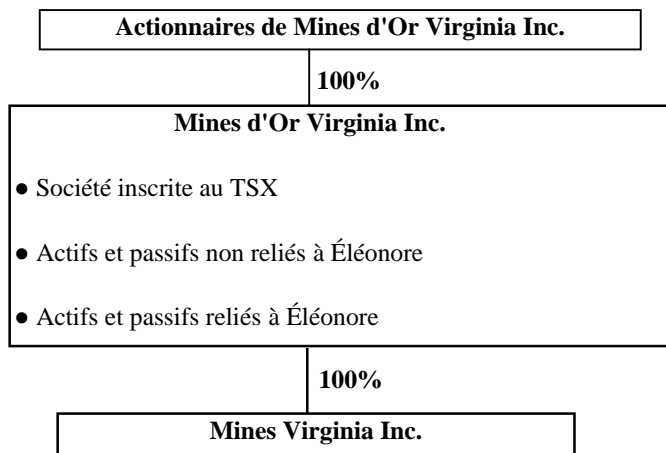 Actionnaires de Mines d'Or Virginia Inc.
100%
Mines d'Or Virginia Inc.
● Société inscrite au TSX
● Actifs et passifs non reliés à Éléonore
● Actifs et passifs reliés à Éléonore
100%
Mines Virginia Inc.